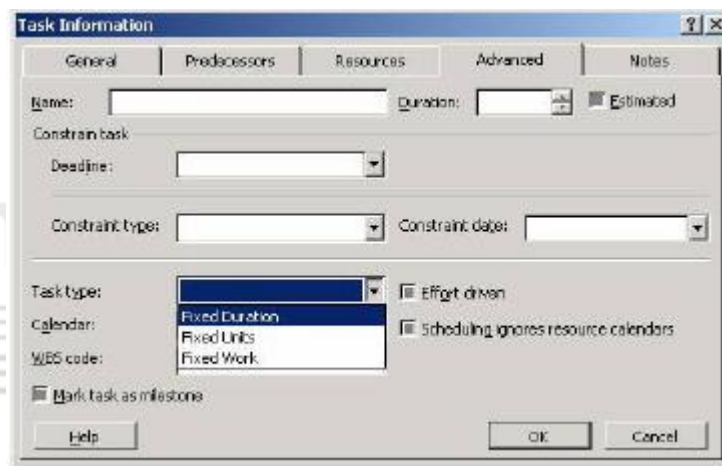 Task Information
General Predecessors Resources Advanced Notes
Name: Duration: Estimated
Constrain task
Deadline:
Constraint type: Constraint date:
Task type: Effort driven
Fixed Duration
Calendar: Scheduling ignores resource calendars
Fixed Units
WBS code:
Fixed Work
Mark task as milestone
Help OK Cancel